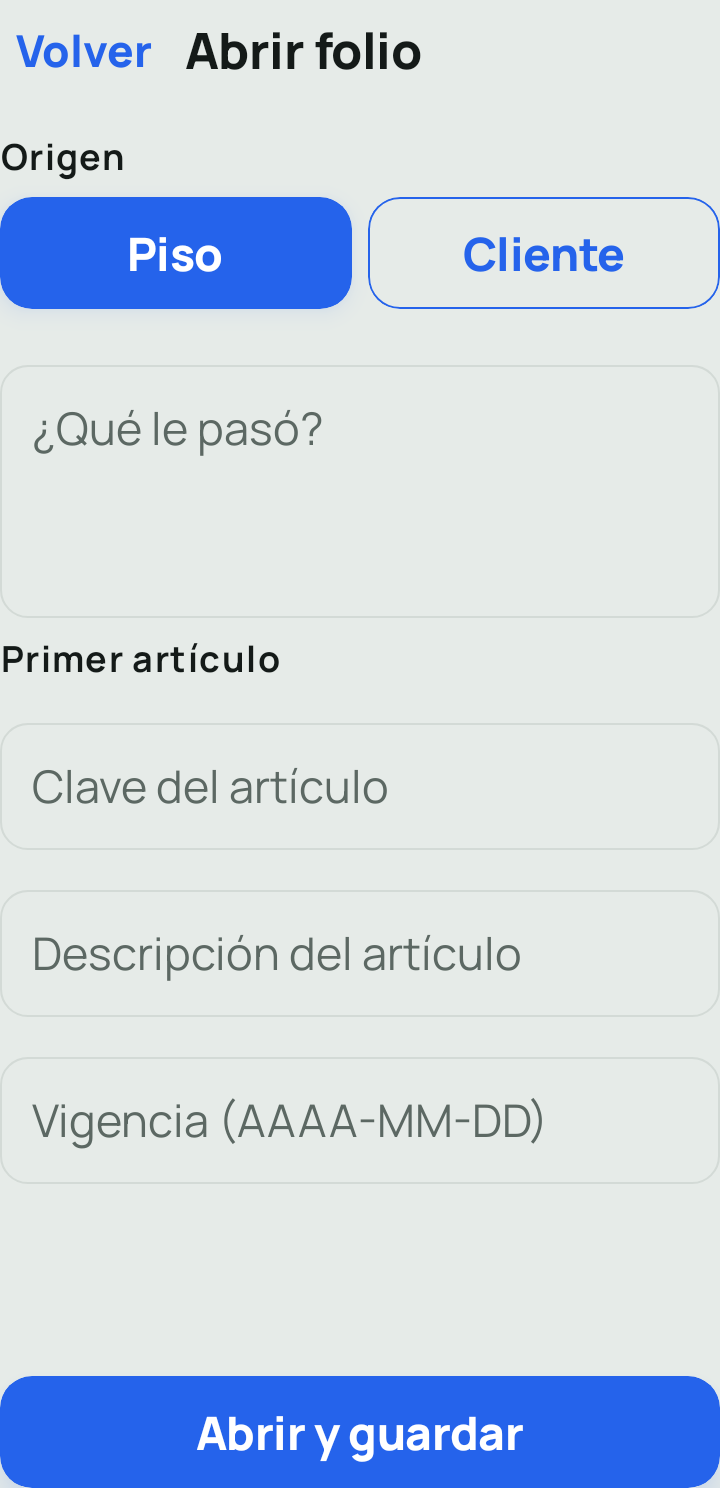 Volver Abrir folio
Origen
Piso Cliente
¿Qué le pasó?
Primer artículo
Clave del artículo
Descripción del artículo
Vigencia (AAAA-MM-DD)
Abrir y guardar